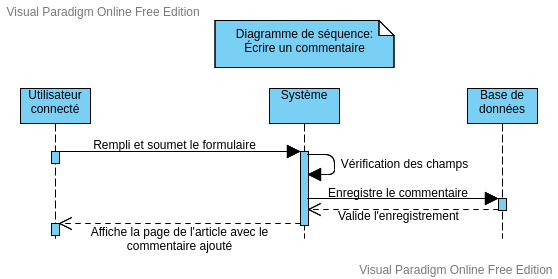 Visual Paradigm Online Free Edition
Diagramme de séquence:
Écrire un commentaire
Utilisateur
connecté
Système
Base de
données
Rempli et soumet le formulaire
Vérification des champs
Enregistre le commentaire
Valide l'enregistrement
Affiche la page de l'article avec le
commentaire ajouté
Visual Paradigm Online Free Edition